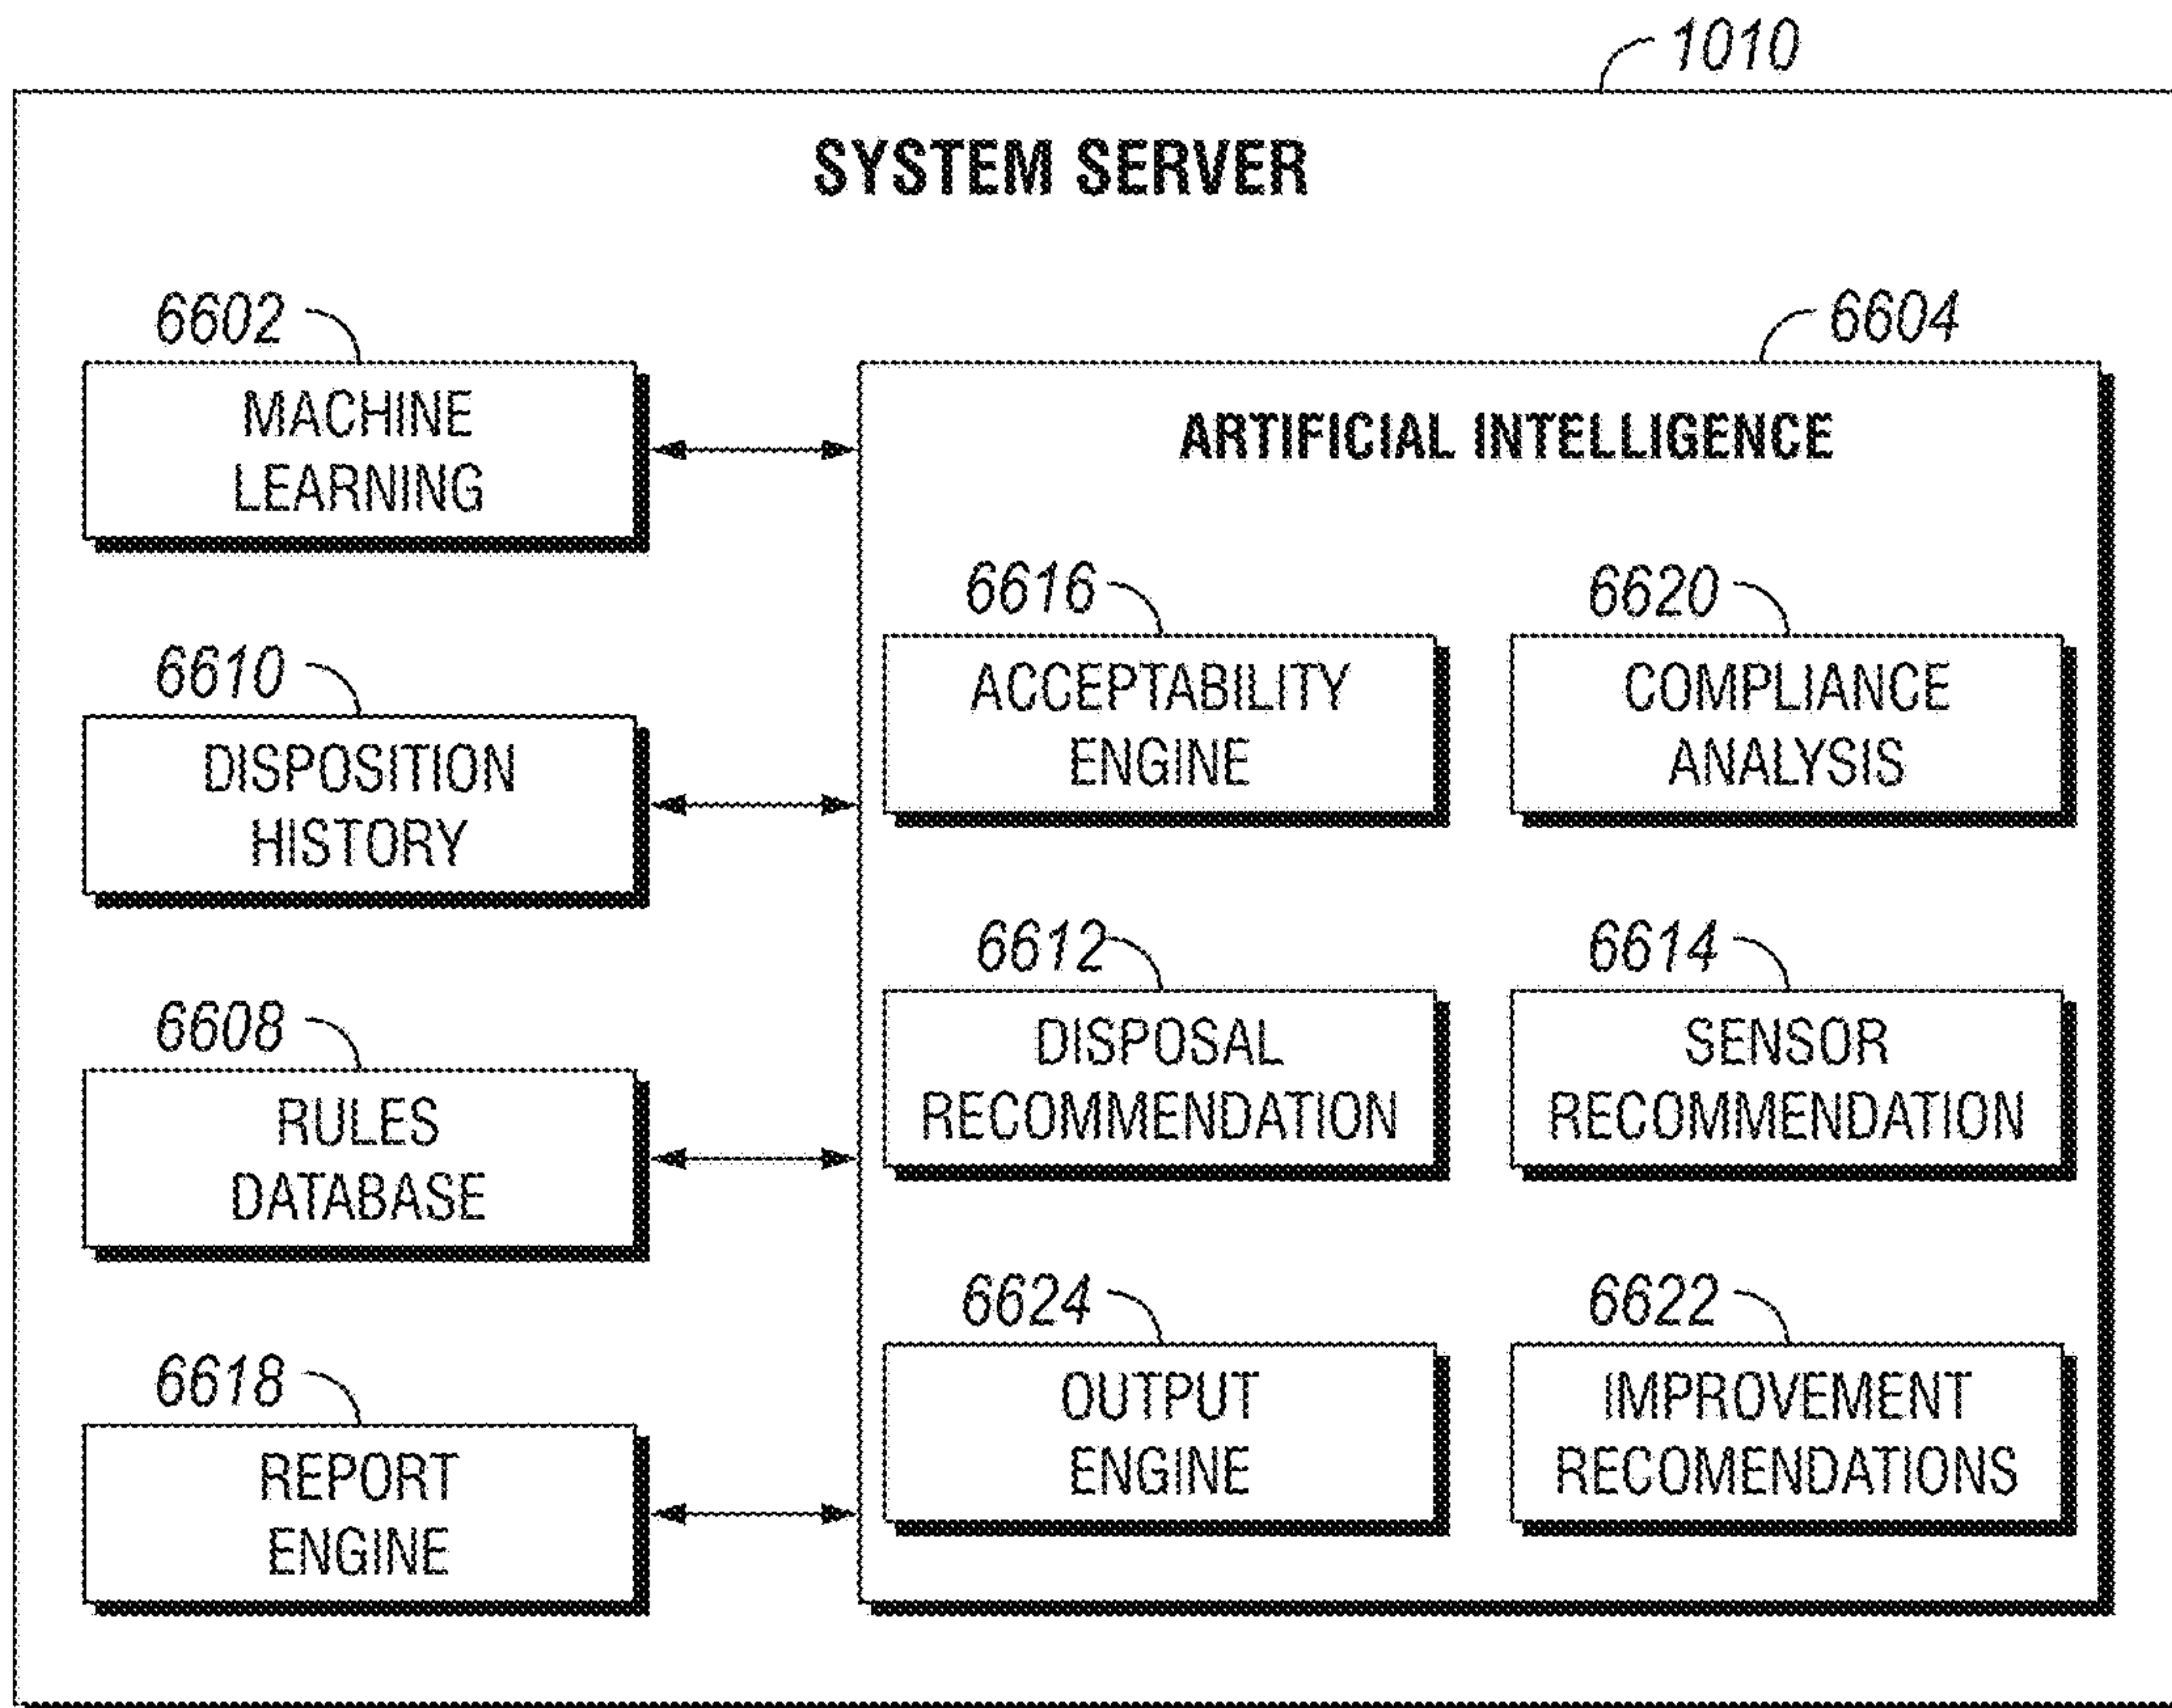 1010
SYSTEM SERVER
6602
MACHINE
LEARNING
6610
DISPOSITION
HISTORY
6608
RULES
DATABASE
6618
REPORT
ENGINE
6604
ARTIFICIAL INTELLIGENCE
6616
ACCEPTABILITY
ENGINE
6620
COMPLIANCE
ANALYSIS
6612
DISPOSAL
RECOMMENDATION
6614
SENSOR
RECOMMENDATION
6624
OUTPUT
ENGINE
6622
IMPROVEMENT
RECOMENDATIONS